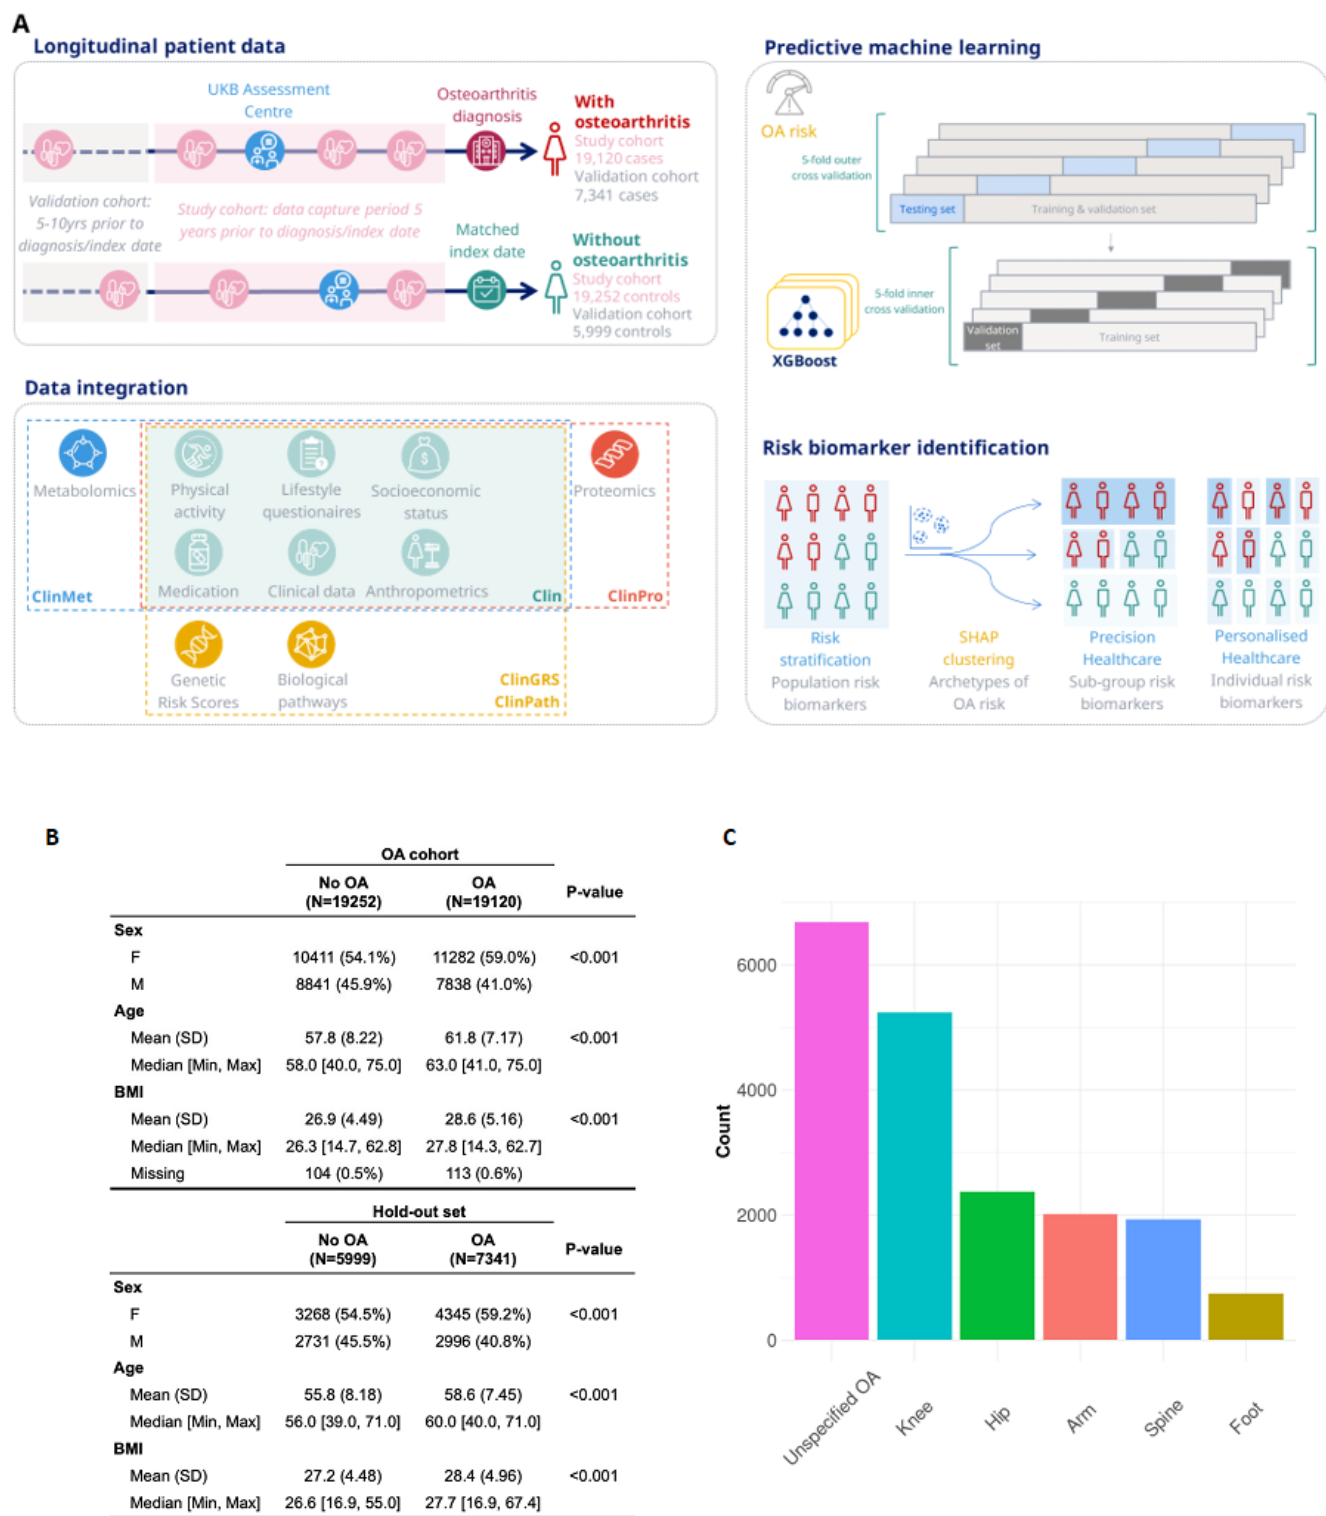 A
Longitudinal patient data
UKB Assessment
Centre
Osteoarthritis
diagnosis
With
osteoarthritis
Study cohort
19,120 cases
Validation cohort
7,341 cases
Validation cohort:
5-10yrs prior to
diagnosis/index date
Study cohort: data capture period 5
years prior to diagnosis/index date
Matched
index date
Without
osteoarthritis
Study cohort
19,252 controls
Validation cohort
5,999 controls
Data integration
Metabolomics
Physical
activity
Lifestyle
questionaires
Socioeconomic
status
Proteomics
Medication
Clinical data
Anthropometrics
ClinMet
Clin
ClinPro
Genetic
Risk Scores
Biological
pathways
ClinGRS
ClinPath
Predictive machine learning
OA risk
5-fold outer
cross validation
Testing set
Training & validation set
5-fold inner
cross validation
Validation
set
Training set
XGBoost
Risk biomarker identification
Risk
stratification
Population risk
biomarkers
SHAP
clustering
Archetypes of
OA risk
Precision
Healthcare
Sub-group risk
biomarkers
Personalised
Healthcare
Individual risk
biomarkers
B
OA cohort
No OA
(N=19252)
OA
(N=19120)
P-value
Sex
F 10411 (54.1%) 11282 (59.0%) <0.001
M 8841 (45.9%) 7838 (41.0%)
Age
Mean (SD) 57.8 (8.22) 61.8 (7.17) <0.001
Median [Min, Max] 58.0 [40.0, 75.0] 63.0 [41.0, 75.0]
BMI
Mean (SD) 26.9 (4.49) 28.6 (5.16) <0.001
Median [Min, Max] 26.3 [14.7, 62.8] 27.8 [14.3, 62.7]
Missing 104 (0.5%) 113 (0.6%)
Hold-out set
No OA
(N=5999)
OA
(N=7341)
P-value
Sex
F 3268 (54.5%) 4345 (59.2%) <0.001
M 2731 (45.5%) 2996 (40.8%)
Age
Mean (SD) 55.8 (8.18) 58.6 (7.45) <0.001
Median [Min, Max] 56.0 [39.0, 71.0] 60.0 [40.0, 71.0]
BMI
Mean (SD) 27.2 (4.48) 28.4 (4.96) <0.001
Median [Min, Max] 26.6 [16.9, 55.0] 27.7 [16.9, 67.4]
C
Count
6000
4000
2000
0
Unspecified OA
Knee
Hip
Arm
Spine
Foot